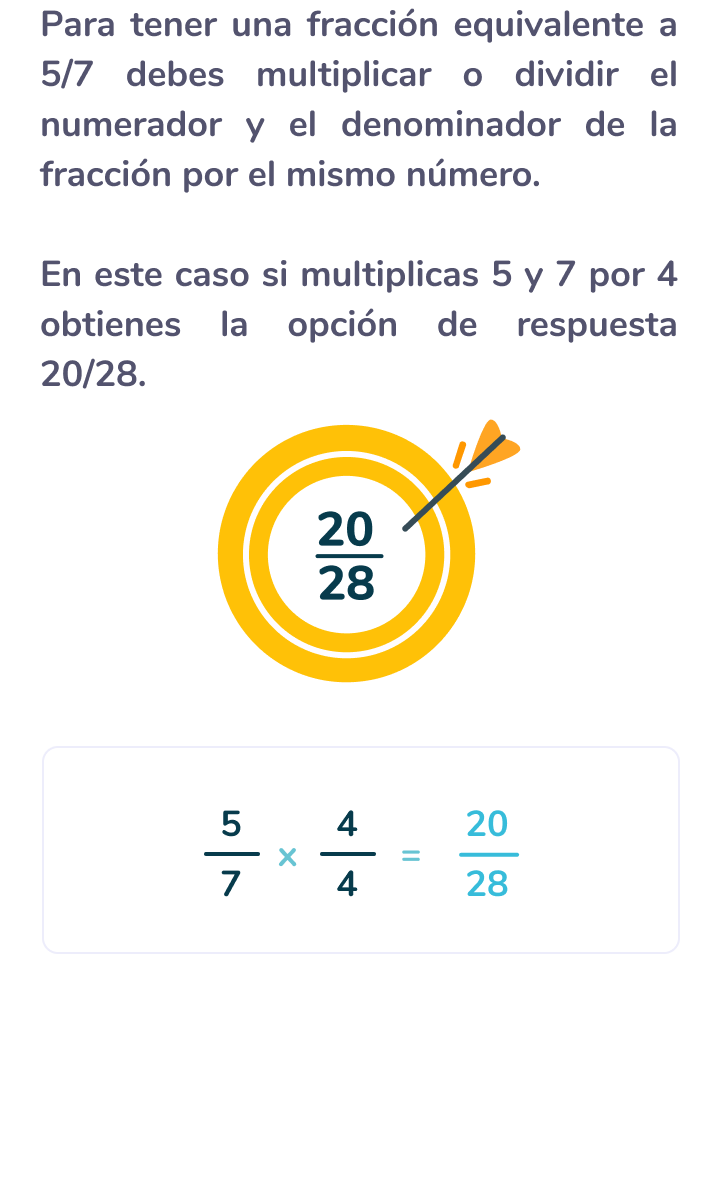 Para tener una fracción equivalente a
5/7 debes multiplicar o dividir el
numerador y el denominador de la
fracción por el mismo número.
En este caso si multiplicas 5 y 7 por 4
obtienes la opción de respuesta
20/28.
20
28
5 4 20
× =
7 4 28